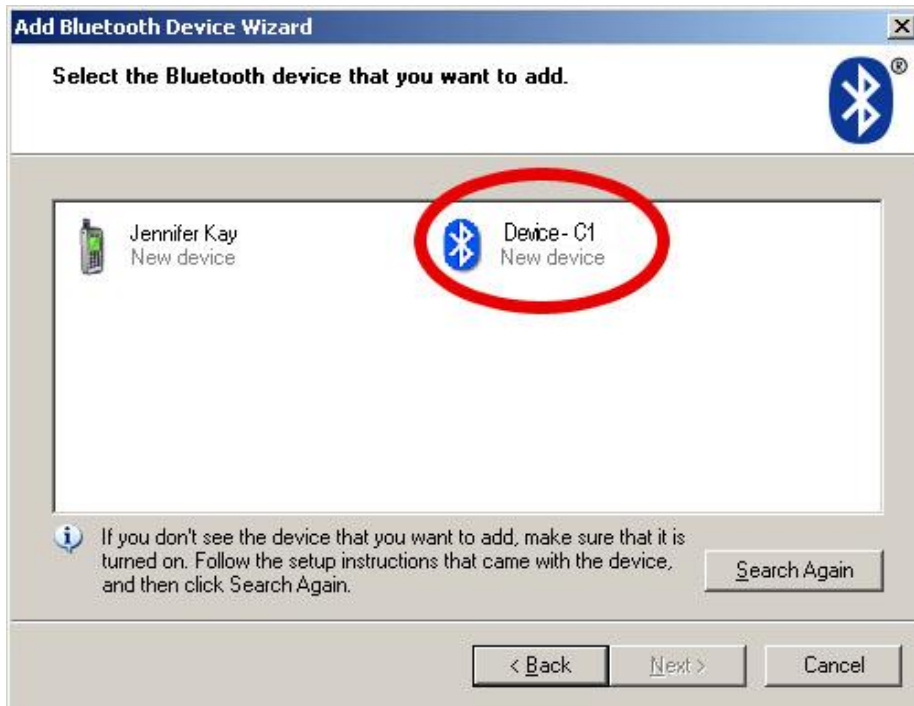 Add Bluetooth Device Wizard
Select the Bluetooth device that you want to add.
®
Jennifer Kay
New device
Device - C1
New device
If you don't see the device that you want to add, make sure that it is
turned on. Follow the setup instructions that came with the device,
and then click Search Again.
Search Again
< Back
Next >
Cancel